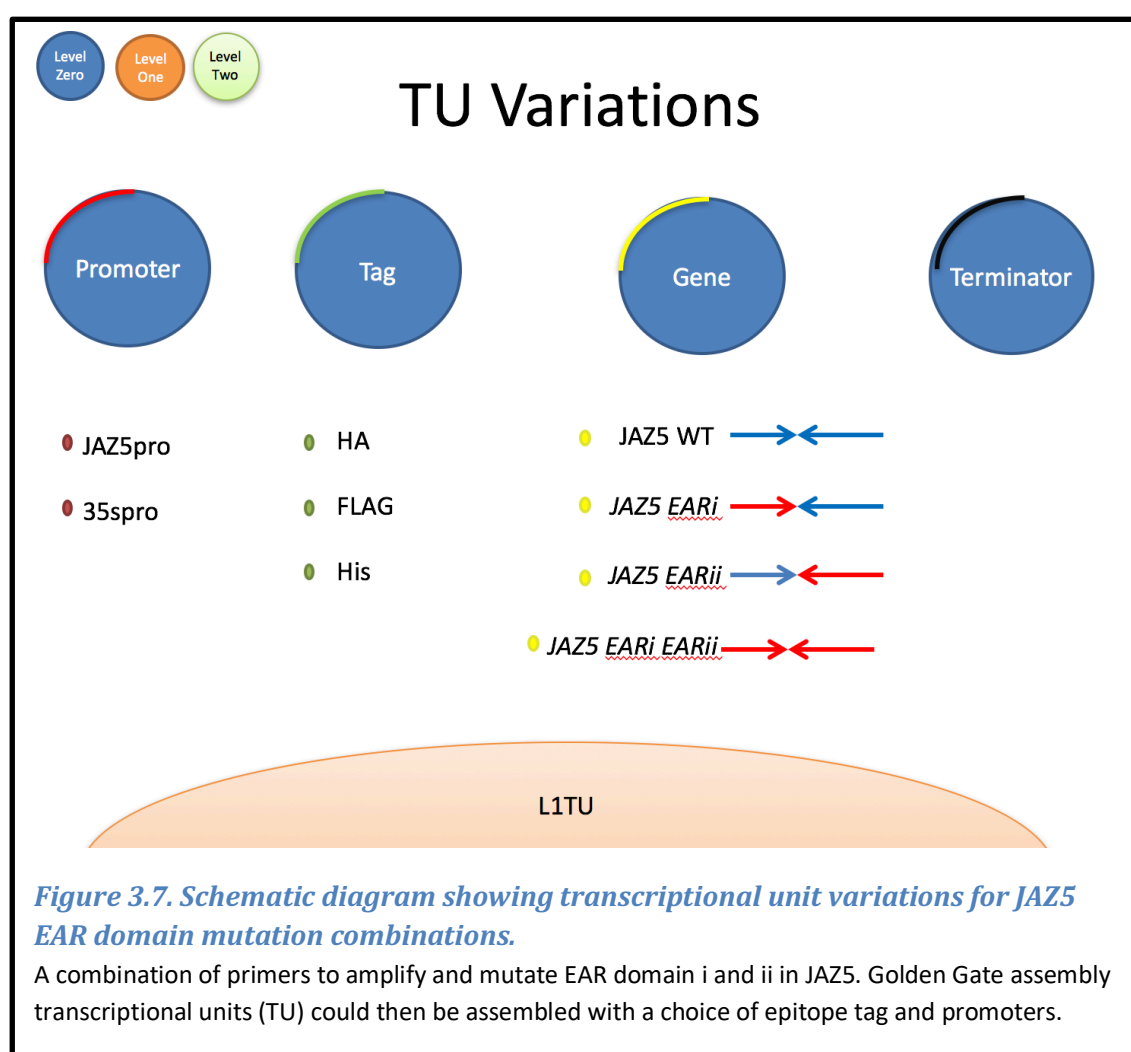 Level
Zero
Level
One
Level
Two
TU Variations
Promoter
Tag
Gene
Terminator
JAZ5pro
35spro
HA
FLAG
His
JAZ5 WT
JAZ5 EARi
JAZ5 EARii
JAZ5 EARi EARii
L1TU
Figure 3.7. Schematic diagram showing transcriptional unit variations for JAZ5
EAR domain mutation combinations.
A combination of primers to amplify and mutate EAR domain i and ii in JAZ5. Golden Gate assembly
transcriptional units (TU) could then be assembled with a choice of epitope tag and promoters.